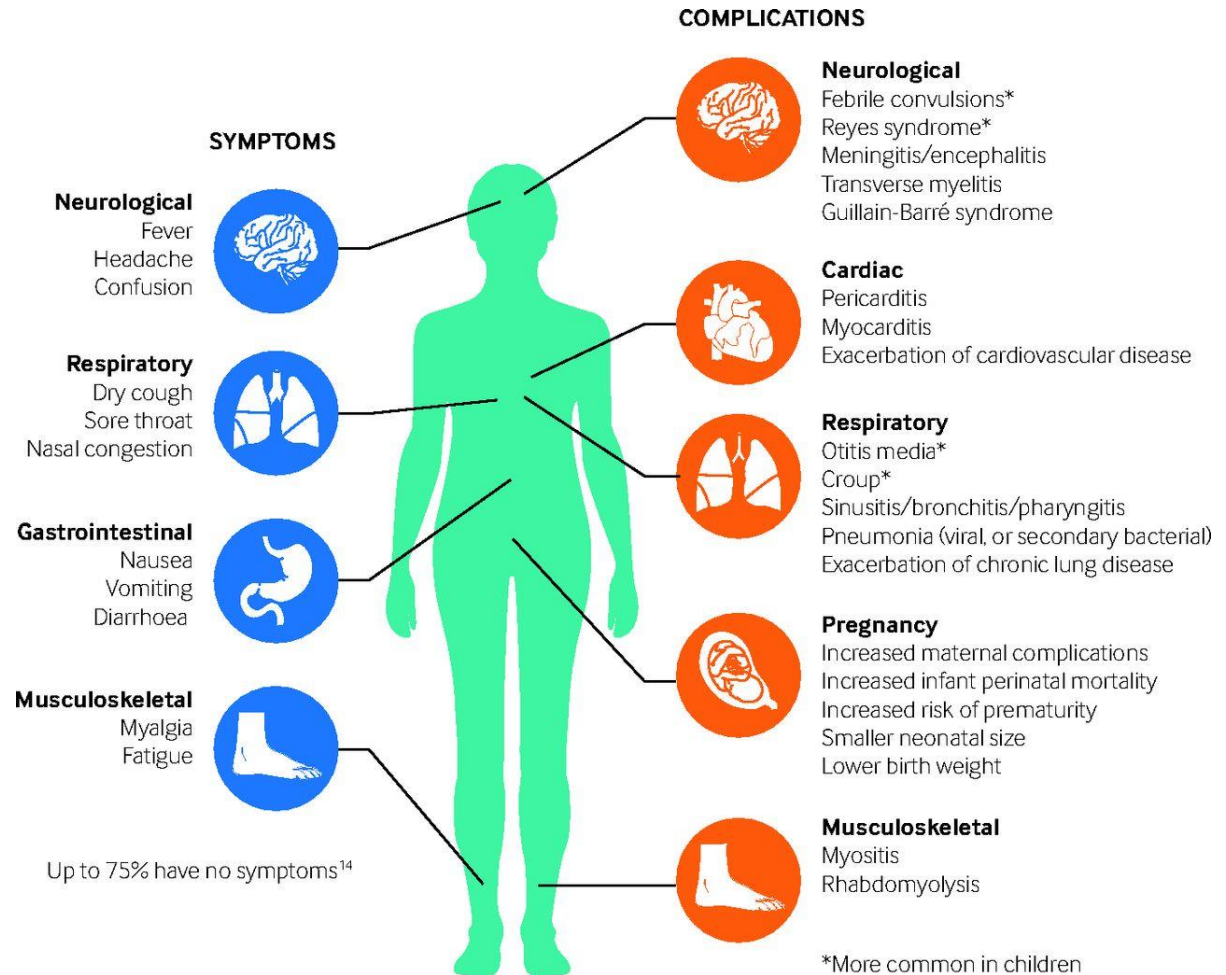 SYMPTOMS
Neurological
Fever
Headache
Confusion
Respiratory
Dry cough
Sore throat
Nasal congestion
Gastrointestinal
Nausea
Vomiting
Diarrhoea
Musculoskeletal
Myalgia
Fatigue
Up to 75% have no symptoms¹⁴
COMPLICATIONS
Neurological
Febrile convulsions*
Reyes syndrome*
Meningitis/encephalitis
Transverse myelitis
Guillain-Barré syndrome
Cardiac
Pericarditis
Myocarditis
Exacerbation of cardiovascular disease
Respiratory
Otitis media*
Croup*
Sinusitis/bronchitis/pharyngitis
Pneumonia (viral, or secondary bacterial)
Exacerbation of chronic lung disease
Pregnancy
Increased maternal complications
Increased infant perinatal mortality
Increased risk of prematurity
Smaller neonatal size
Lower birth weight
Musculoskeletal
Myositis
Rhabdomyolysis
*More common in children